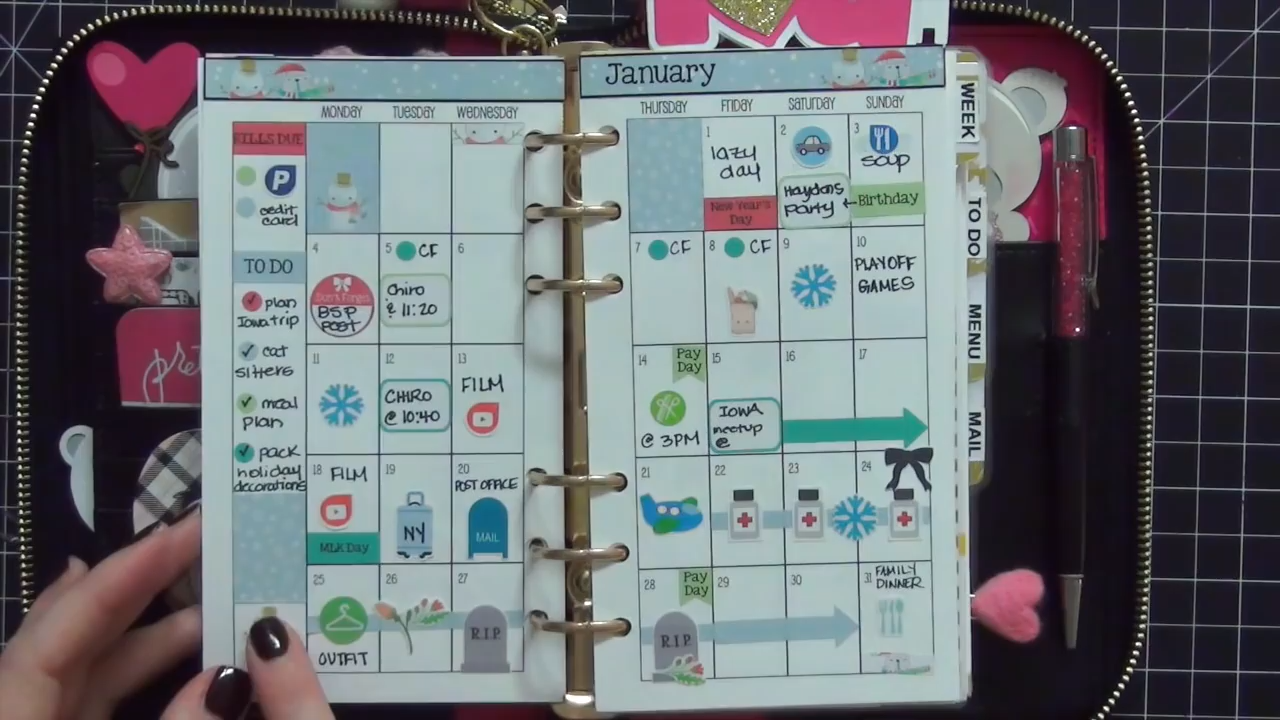 January
MONDAY TUESDAY WEDNESDAY
THURSDAY FRIDAY SATURDAY SUNDAY
BILLS DUE
P
credit
card
TO DO
plan
Iowa trip
cat
sitters
meal
plan
pack
holiday
decorations
1
lazy
day
New Year's
Day
2
Haydons
party
3
soup
Birthday
4
Don't Forget
BSP
POST
5
CF
Chiro
@ 11:20
6
7
CF
8
CF
9
10
PLAYOFF
GAMES
11
12
CHIRO
@ 10:40
13
FILM
14
Pay
Day
@ 3PM
15
IOWA
meetup
@
16
17
18
FILM
MLK Day
19
NY
20
POST OFFICE
MAIL
21
22
23
24
25
OUTFIT
26
27
R.I.P.
28
Pay
Day
R.I.P.
29
30
31
FAMILY
DINNER
WEEK
TO DO
MENU
MAIL